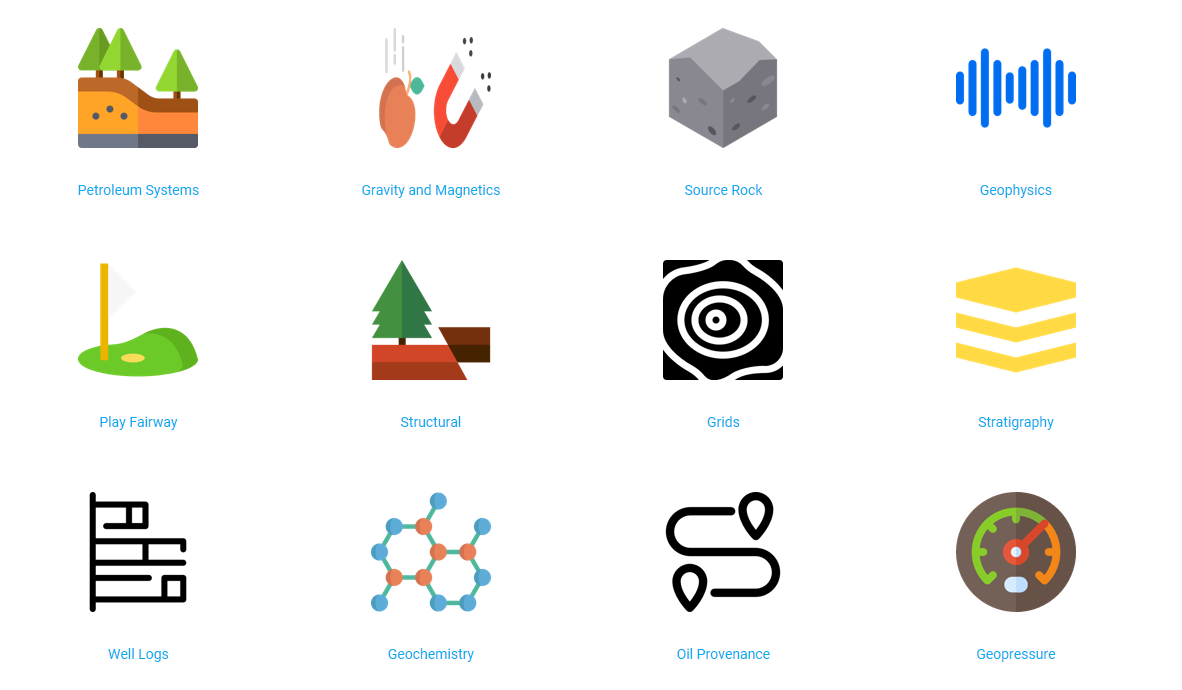 Petroleum Systems
Gravity and Magnetics
Source Rock
Geophysics
Play Fairway
Structural
Grids
Stratigraphy
Well Logs
Geochemistry
Oil Provenance
Geopressure